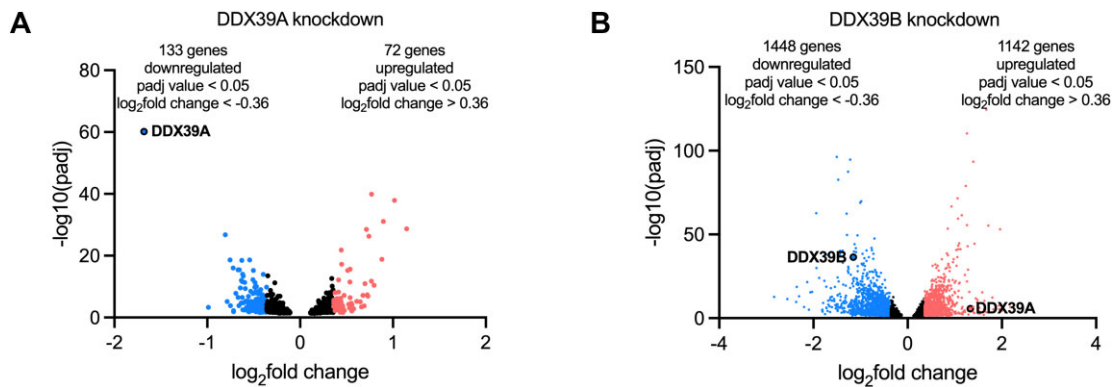 A
DDX39A knockdown
133 genes
downregulated
padj value < 0.05
log₂fold change < -0.36
72 genes
upregulated
padj value < 0.05
log₂fold change > 0.36
DDX39A
-log10(padj)
80
60
40
20
0
-2
-1
0
1
2
log₂fold change
B
DDX39B knockdown
1448 genes
downregulated
padj value < 0.05
log₂fold change < -0.36
1142 genes
upregulated
padj value < 0.05
log₂fold change > 0.36
DDX39B
DDX39A
-log10(padj)
150
100
50
0
-4
-2
0
2
4
log₂fold change